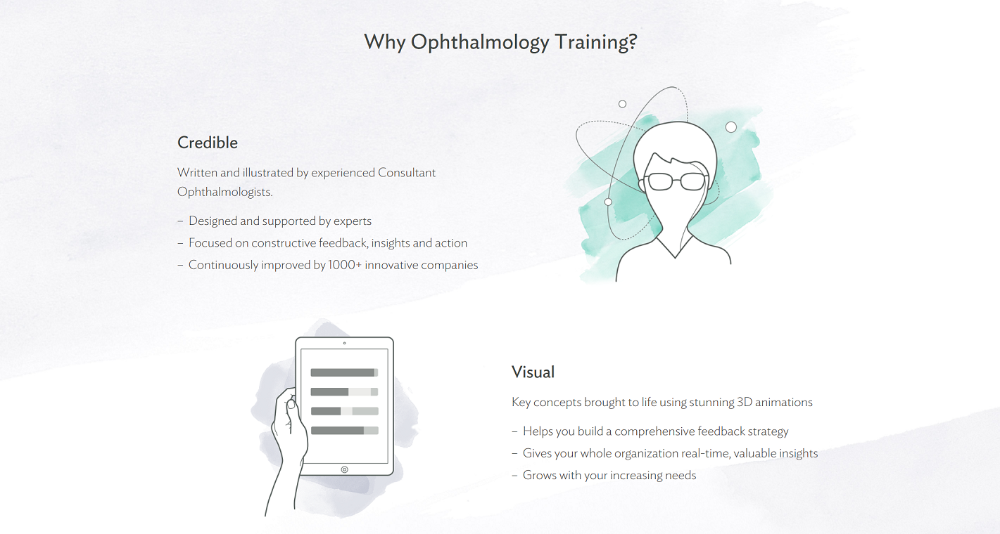 Why Ophthalmology Training?
Credible
Written and illustrated by experienced Consultant
Ophthalmologists.
– Designed and supported by experts
– Focused on constructive feedback, insights and action
– Continuously improved by 1000+ innovative companies
Visual
Key concepts brought to life using stunning 3D animations
– Helps you build a comprehensive feedback strategy
– Gives your whole organization real-time, valuable insights
– Grows with your increasing needs